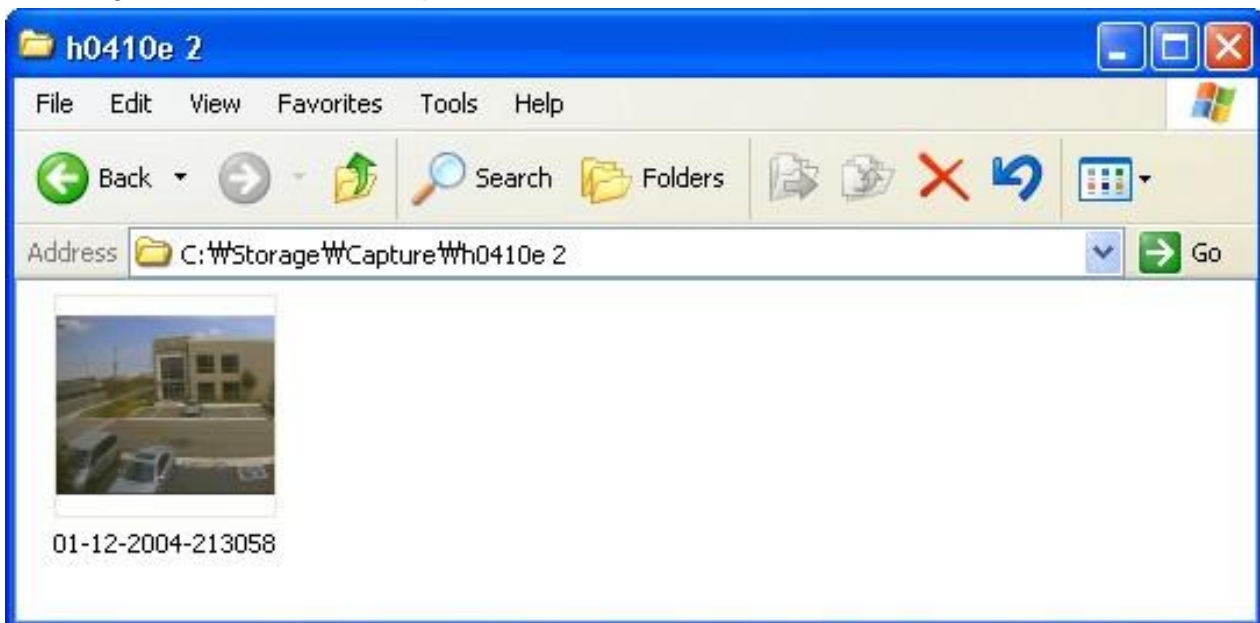 h0410e 2
File Edit View Favorites Tools Help
Back Search Folders
Address C:₩Storage₩Capture₩h0410e 2 Go
01-12-2004-213058